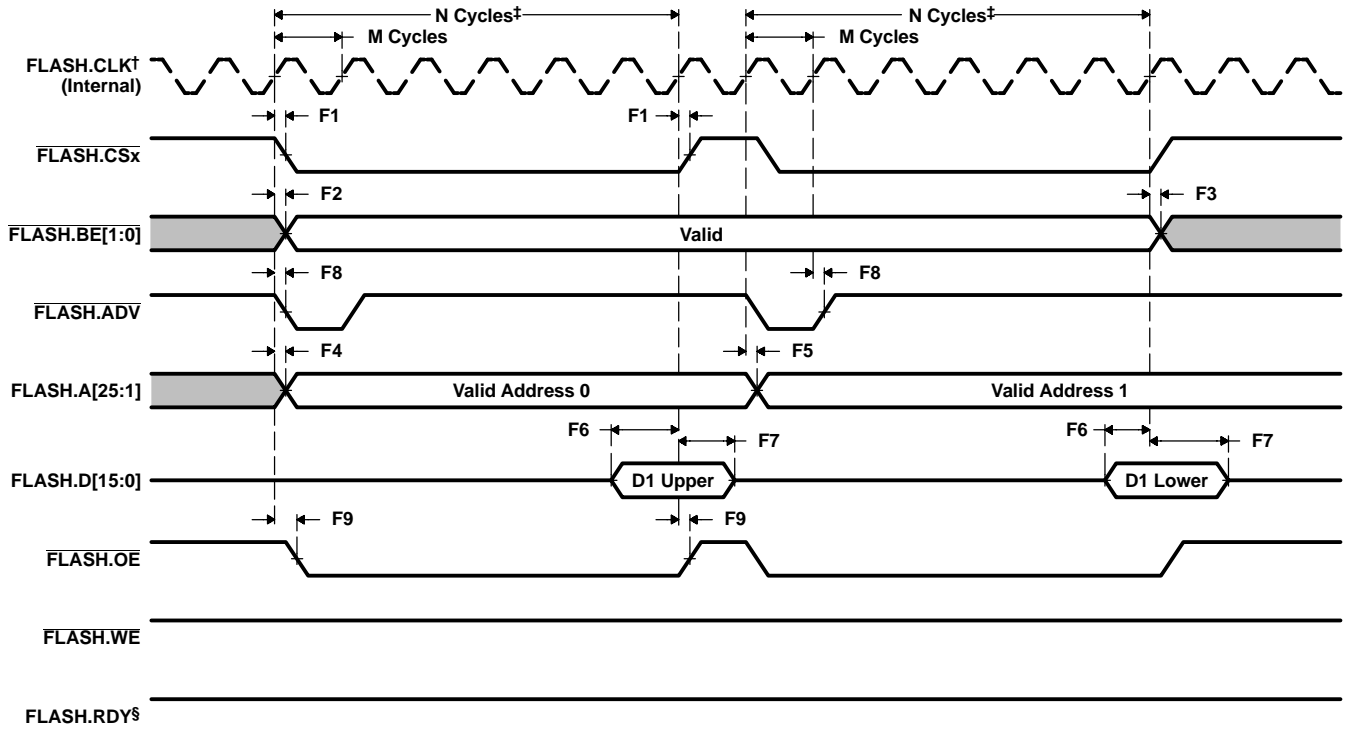 N Cycles‡ N Cycles‡
M Cycles M Cycles
FLASH.CLK†
(Internal)
F1 F1
FLASH.CSx
F2 F3
FLASH.BE[1:0] Valid
F8 F8
FLASH.ADV
F4 F5
FLASH.A[25:1] Valid Address 0 Valid Address 1
F6 F7 F6 F7
FLASH.D[15:0] D1 Upper D1 Lower
F9 F9
FLASH.OE
FLASH.WE
FLASH.RDY§